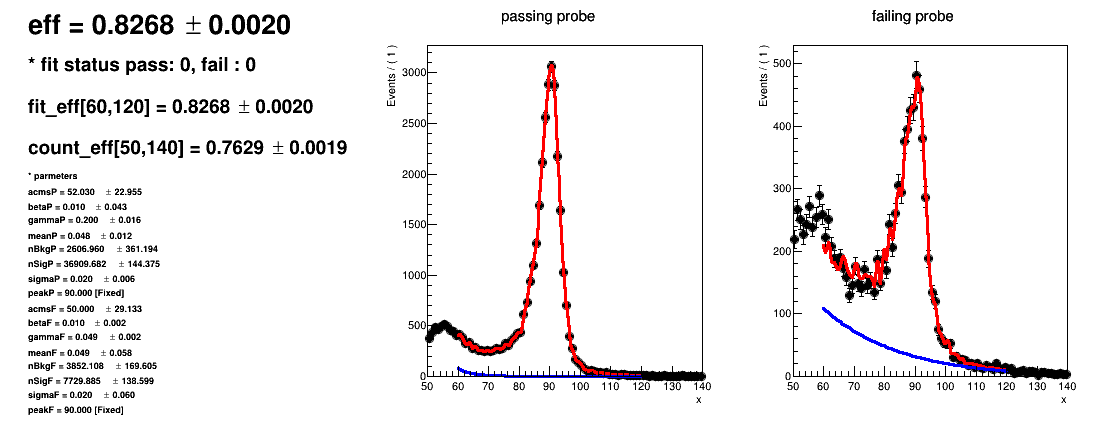 eff = 0.8268 ± 0.0020
* fit status pass: 0, fail : 0
fit_eff[60,120] = 0.8268 ± 0.0020
count_eff[50,140] = 0.7629 ± 0.0019
* parmeters
acmsP = 52.030 ± 22.955
betaP = 0.010 ± 0.043
gammaP = 0.200 ± 0.016
meanP = 0.048 ± 0.012
nBkgP = 2606.960 ± 361.194
nSigP = 36909.682 ± 144.375
sigmaP = 0.020 ± 0.006
peakP = 90.000 [Fixed]
acmsF = 50.000 ± 29.133
betaF = 0.010 ± 0.002
gammaF = 0.049 ± 0.002
meanF = 0.049 ± 0.058
nBkgF = 3852.108 ± 169.605
nSigF = 7729.885 ± 138.599
sigmaF = 0.020 ± 0.060
peakF = 90.000 [Fixed]
passing probe
Events / ( 1 )
3000
2500
2000
1500
1000
500
0
50 60 70 80 90 100 110 120 130 140
x
failing probe
Events / ( 1 )
500
400
300
200
100
0
50 60 70 80 90 100 110 120 130 140
x